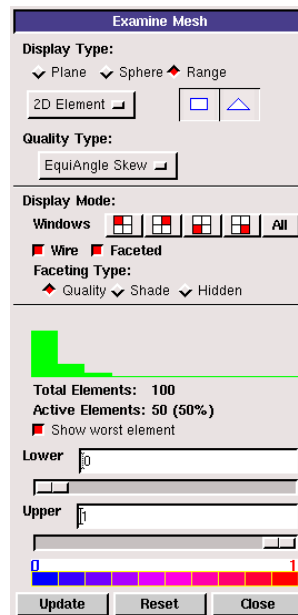 Examine Mesh
Display Type:
Plane Sphere Range
2D Element
Quality Type:
EquiAngle Skew
Display Mode:
Windows All
Wire Faceted
Faceting Type:
Quality Shade Hidden
Total Elements: 100
Active Elements: 50 (50%)
Show worst element
Lower 0
Upper 1
0 1
Update Reset Close